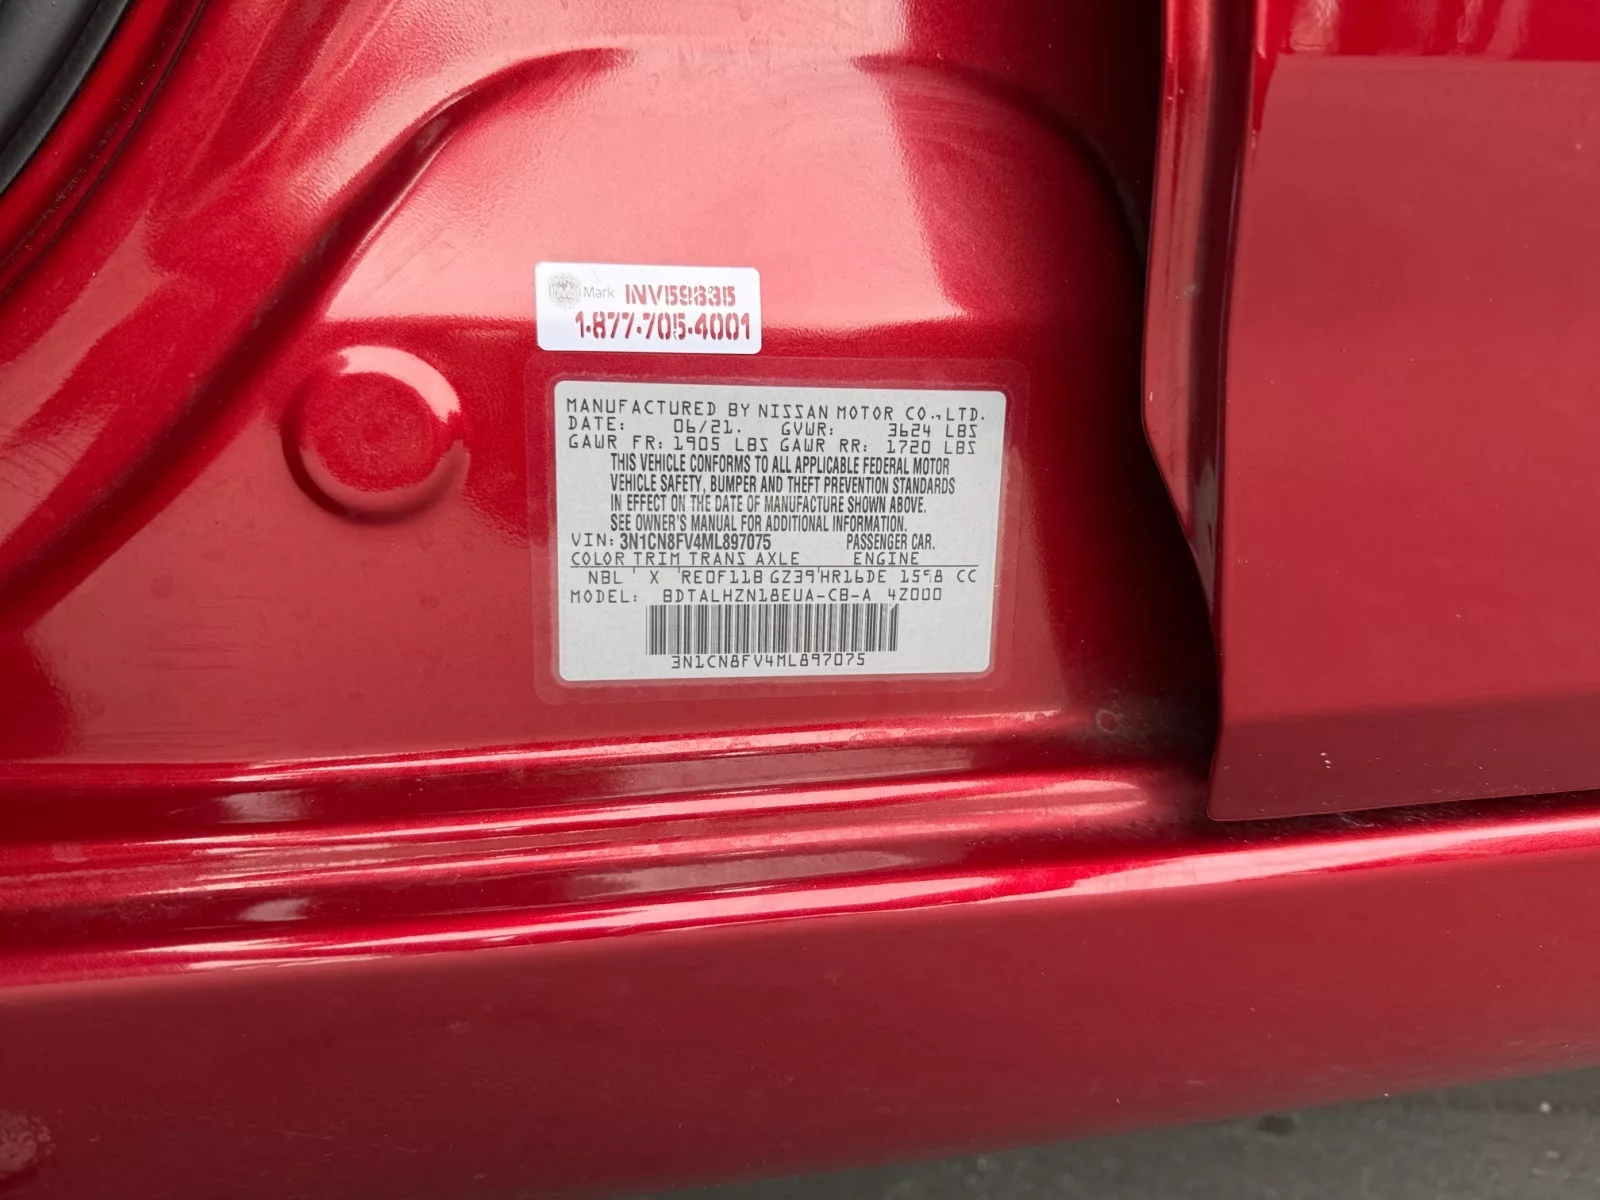 Mark INV59635
1-877-705-4001
MANUFACTURED BY NISSAN MOTOR CO.,LTD.
DATE: 06/21. GVWR: 3624 LBS
GAWR FR: 1905 LBS GAWR RR: 1720 LBS
THIS VEHICLE CONFORMS TO ALL APPLICABLE FEDERAL MOTOR
VEHICLE SAFETY, BUMPER AND THEFT PREVENTION STANDARDS
IN EFFECT ON THE DATE OF MANUFACTURE SHOWN ABOVE.
SEE OWNER'S MANUAL FOR ADDITIONAL INFORMATION.
VIN: 3N1CN8FV4ML897075 PASSENGER CAR.
COLOR TRIM TRANS AXLE ENGINE
NBL X RE0F11B GZ39 HR16DE 1598 CC
MODEL: BDTALHZN18EUA-CB-A 4Z000
3N1CN8FV4ML897075